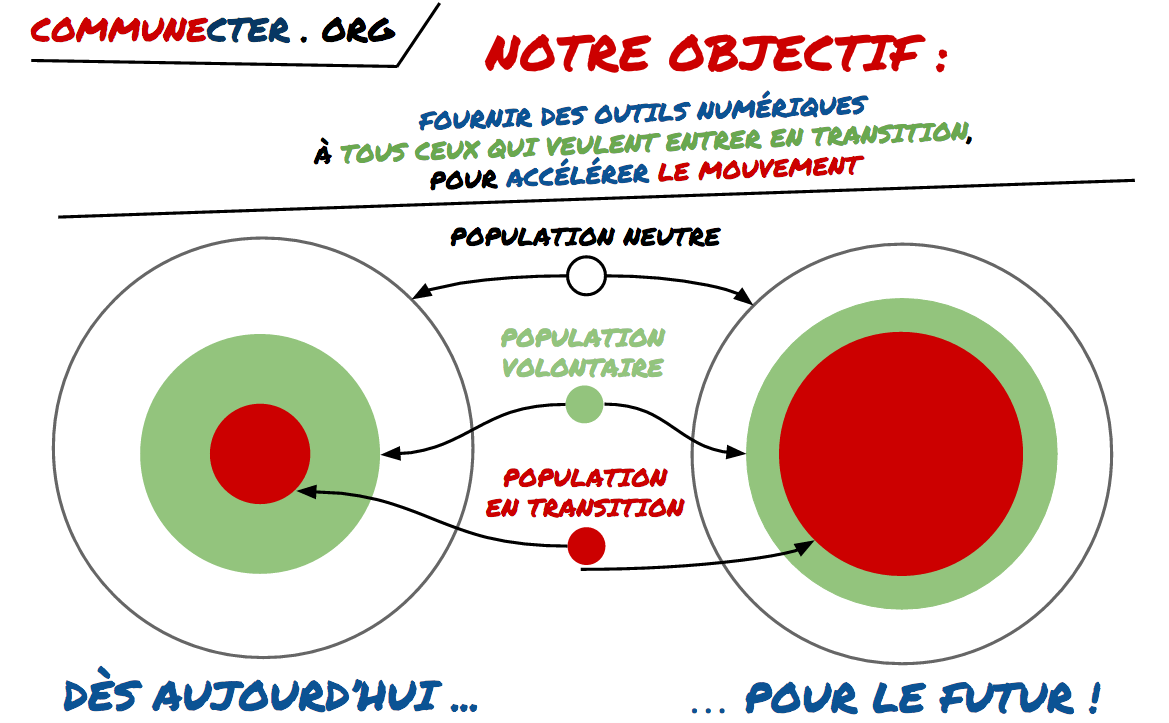 COMMUNECTER . ORG
NOTRE OBJECTIF :
FOURNIR DES OUTILS NUMÉRIQUES
À TOUS CEUX QUI VEULENT ENTRER EN TRANSITION,
POUR ACCÉLÉRER LE MOUVEMENT
POPULATION NEUTRE
POPULATION
VOLONTAIRE
POPULATION
EN TRANSITION
DÈS AUJOURD'HUI ...
... POUR LE FUTUR !